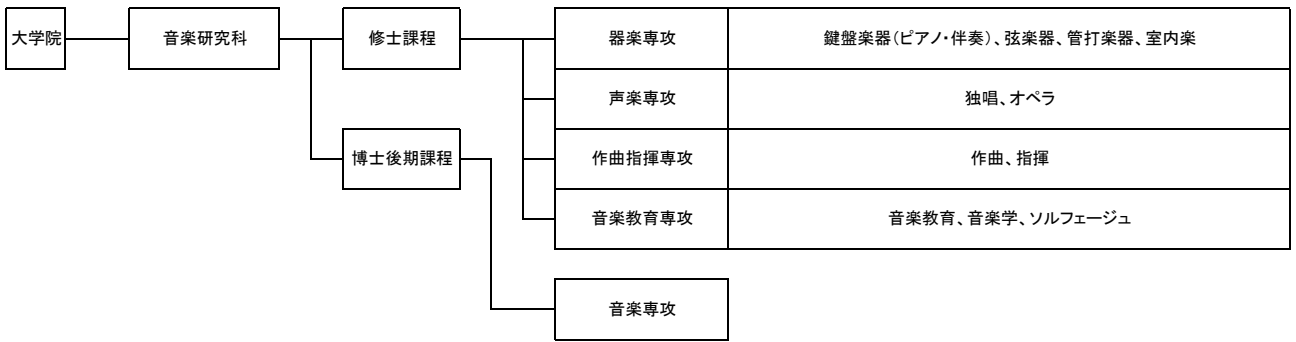 大学院
音楽研究科
修士課程
器楽専攻
鍵盤楽器(ピアノ・伴奏)、弦楽器、管打楽器、室内楽
声楽専攻
独唱、オペラ
博士後期課程
作曲指揮専攻
作曲、指揮
音楽教育専攻
音楽教育、音楽学、ソルフェージュ
音楽専攻